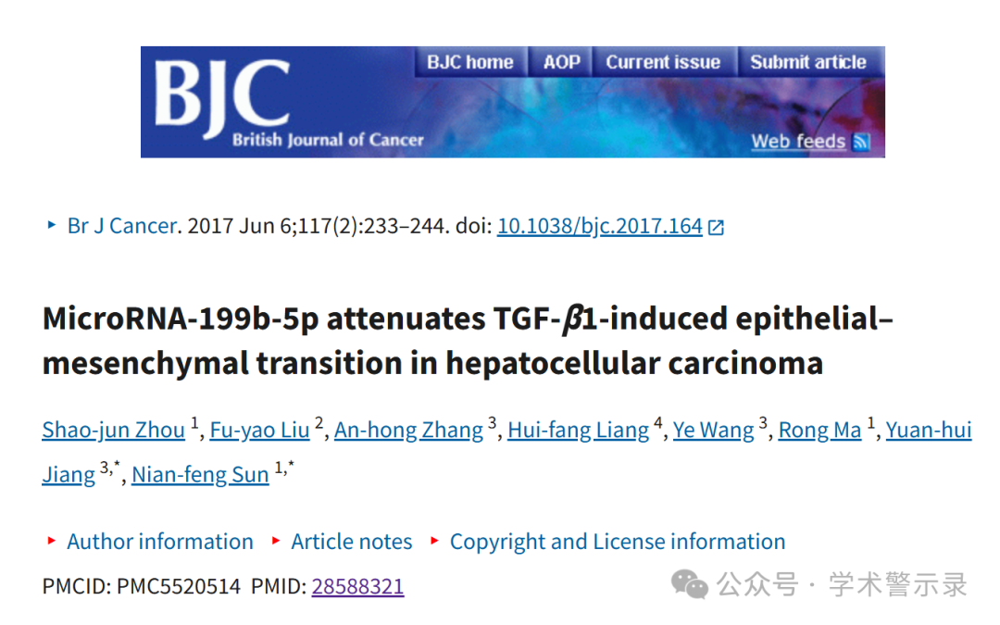 BJC home AOP Current issue Submit article
BJC
British Journal of Cancer
Web feeds
Br J Cancer. 2017 Jun 6;117(2):233–244. doi: 10.1038/bjc.2017.164
MicroRNA-199b-5p attenuates TGF-β1-induced epithelial–
mesenchymal transition in hepatocellular carcinoma
Shao-jun Zhou 1, Fu-yao Liu 2, An-hong Zhang 3, Hui-fang Liang 4, Ye Wang 3, Rong Ma 1, Yuan-hui
Jiang 3,*, Nian-feng Sun 1,*
Author information Article notes Copyright and License information
PMCID: PMC5520514 PMID: 28588321
公众号 · 学术警示录